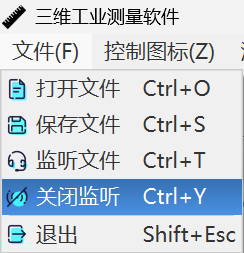 三维工业测量软件
文件(F) 控制图标(Z)
打开文件 Ctrl+O
保存文件 Ctrl+S
监听文件 Ctrl+T
关闭监听 Ctrl+Y
退出 Shift+Esc